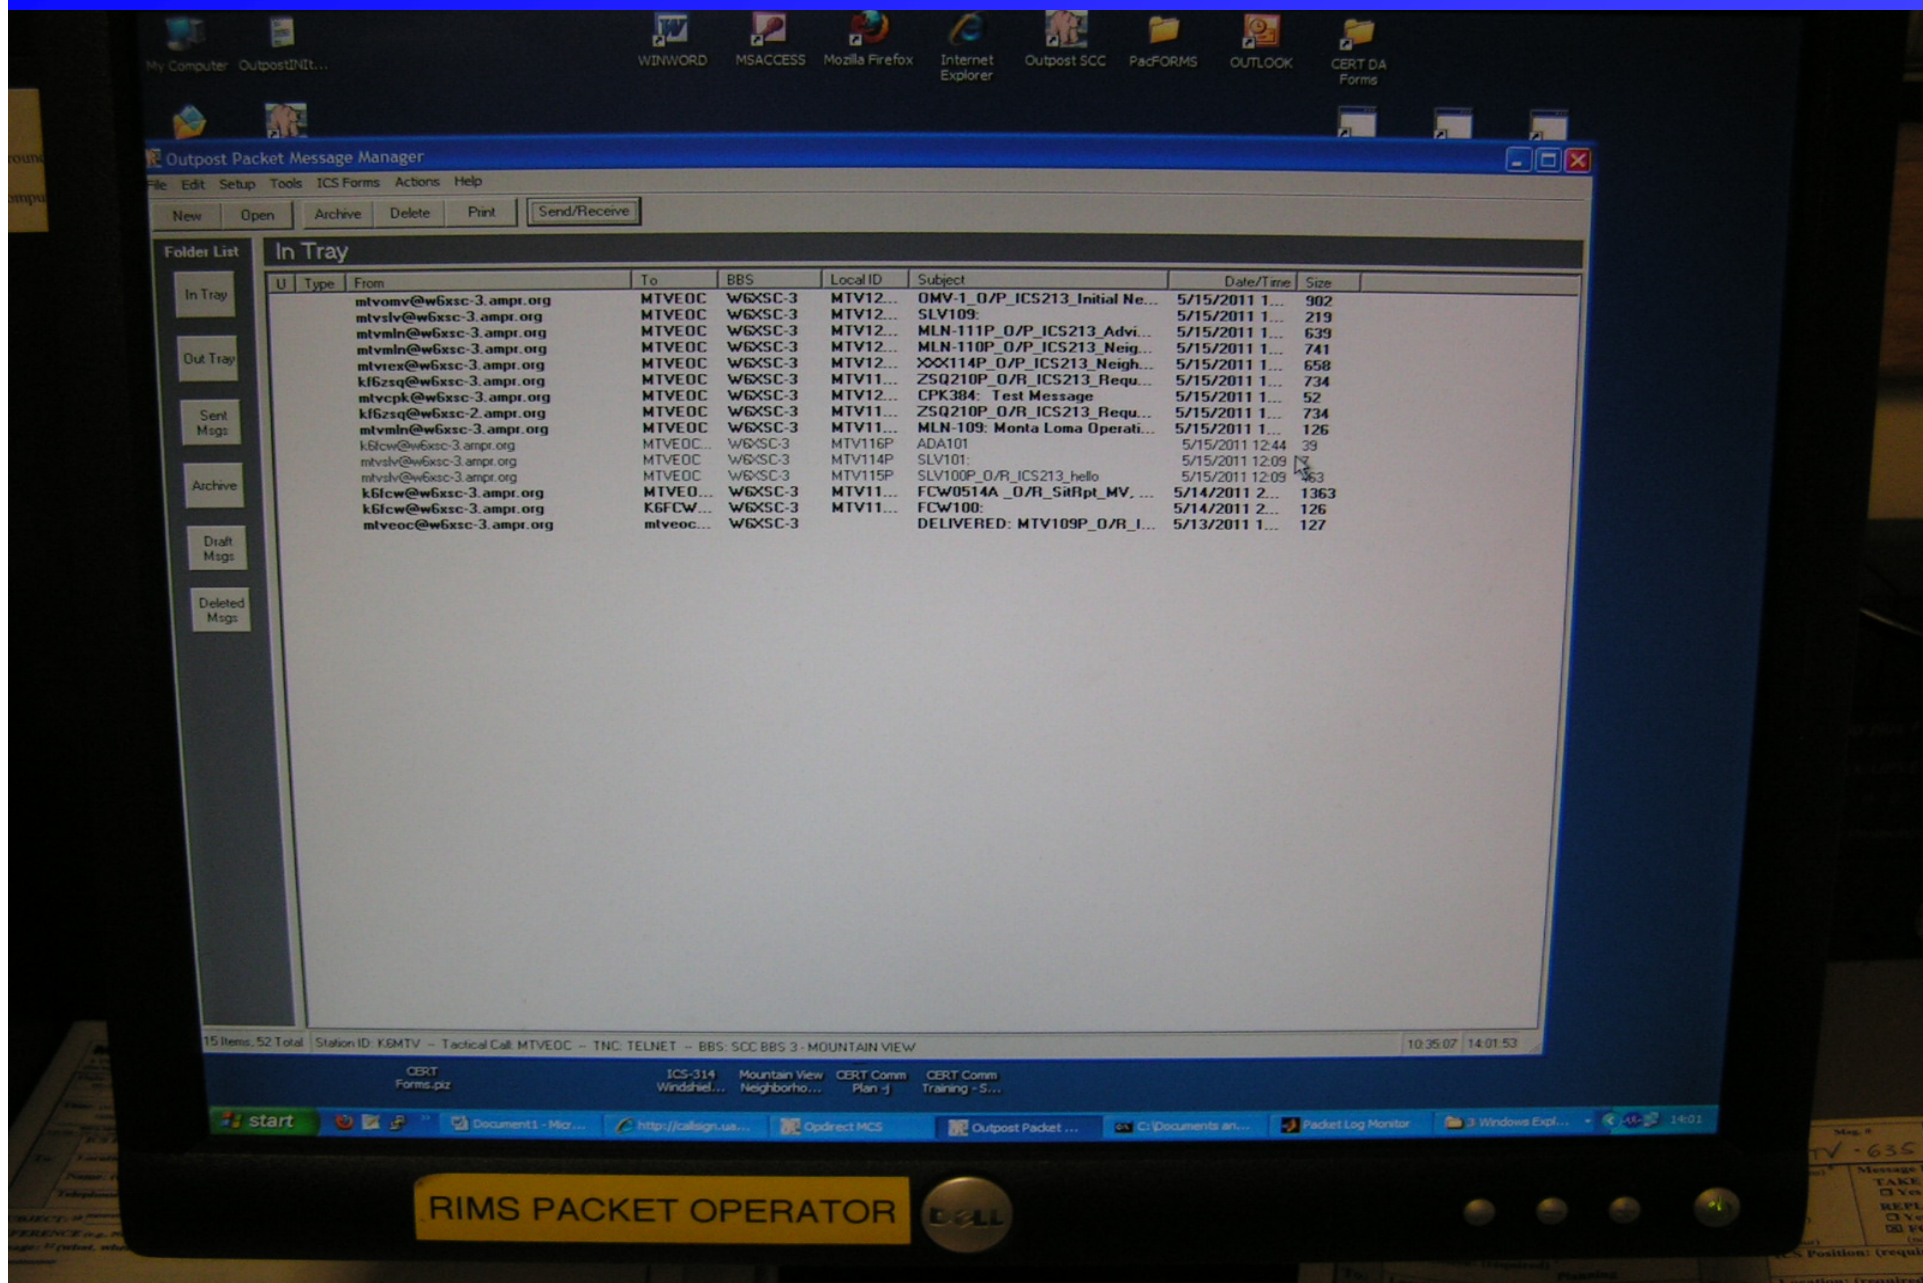 My Computer OutpostINIt...
WINWORD MSACCESS Mozilla Firefox Internet Explorer Outpost SCC PacFORMS OUTLOOK CERT DA Forms
Outpost Packet Message Manager
File Edit Setup Tools ICS Forms Actions Help
New Open Archive Delete Print Send/Receive
Folder List In Tray
U Type From To BBS Local ID Subject Date/Time Size
mtvomv@w6xsc-3.ampr.org MTVEOC W6XSC-3 MTV12... OMV-1_O/P_ICS213_Initial Ne... 5/15/2011 1... 902
mtvslv@w6xsc-3.ampr.org MTVEOC W6XSC-3 MTV12... SLV109: 5/15/2011 1... 219
mtvmln@w6xsc-3.ampr.org MTVEOC W6XSC-3 MTV12... MLN-111P_O/P_ICS213_Advi... 5/15/2011 1... 639
mtvmln@w6xsc-3.ampr.org MTVEOC W6XSC-3 MTV12... MLN-110P_O/P_ICS213_Neig... 5/15/2011 1... 741
mtvrex@w6xsc-3.ampr.org MTVEOC W6XSC-3 MTV12... XXX114P_O/P_ICS213_Neigh... 5/15/2011 1... 658
kf6zsq@w6xsc-3.ampr.org MTVEOC W6XSC-3 MTV11... ZSQ210P_O/R_ICS213_Requ... 5/15/2011 1... 734
mtvcpk@w6xsc-3.ampr.org MTVEOC W6XSC-3 MTV12... CPK384: Test Message 5/15/2011 1... 52
kf6zsq@w6xsc-2.ampr.org MTVEOC W6XSC-3 MTV11... ZSQ210P_O/R_ICS213_Requ... 5/15/2011 1... 734
mtvmln@w6xsc-3.ampr.org MTVEOC W6XSC-3 MTV11... MLN-109: Monta Loma Operati... 5/15/2011 1... 126
k6fcw@w6xsc-3.ampr.org MTVEOC... W6XSC-3 MTV116P ADA101 5/15/2011 12:44 39
mtvslv@w6xsc-3.ampr.org MTVEOC W6XSC-3 MTV114P SLV101: 5/15/2011 12:09
mtvslv@w6xsc-3.ampr.org MTVEOC W6XSC-3 MTV115P SLV100P_O/R_ICS213_hello 5/15/2011 12:09 463
k6fcw@w6xsc-3.ampr.org MTVEO... W6XSC-3 MTV11... FCW0514A _O/R_SitRpt_MV, ... 5/14/2011 2... 1363
k6fcw@w6xsc-3.ampr.org K6FCW... W6XSC-3 MTV11... FCW100: 5/14/2011 2... 126
mtveoc@w6xsc-3.ampr.org mtveoc... W6XSC-3 DELIVERED: MTV109P_O/R_I... 5/13/2011 1... 127
In Tray
Out Tray
Sent
Msgs
Archive
Draft
Msgs
Deleted
Msgs
15 Items, 52 Total Station ID: K6MTV -- Tactical Call: MTVEOC -- TNC: TELNET -- BBS: SCC BBS 3 - MOUNTAIN VIEW 10:35:07 14:01:53
CERT Forms.piz ICS-314 Windshiel... Mountain View Neighborho... CERT Comm Plan -j CERT Comm Training - S...
start Document1 - Micr... http://callsign.ua... Opdirect MCS Outpost Packet ... C:\Documents an... Packet Log Monitor 3 Windows Expl... 14:01
RIMS PACKET OPERATOR
DELL
635
Message
TAKE
Position: (requi